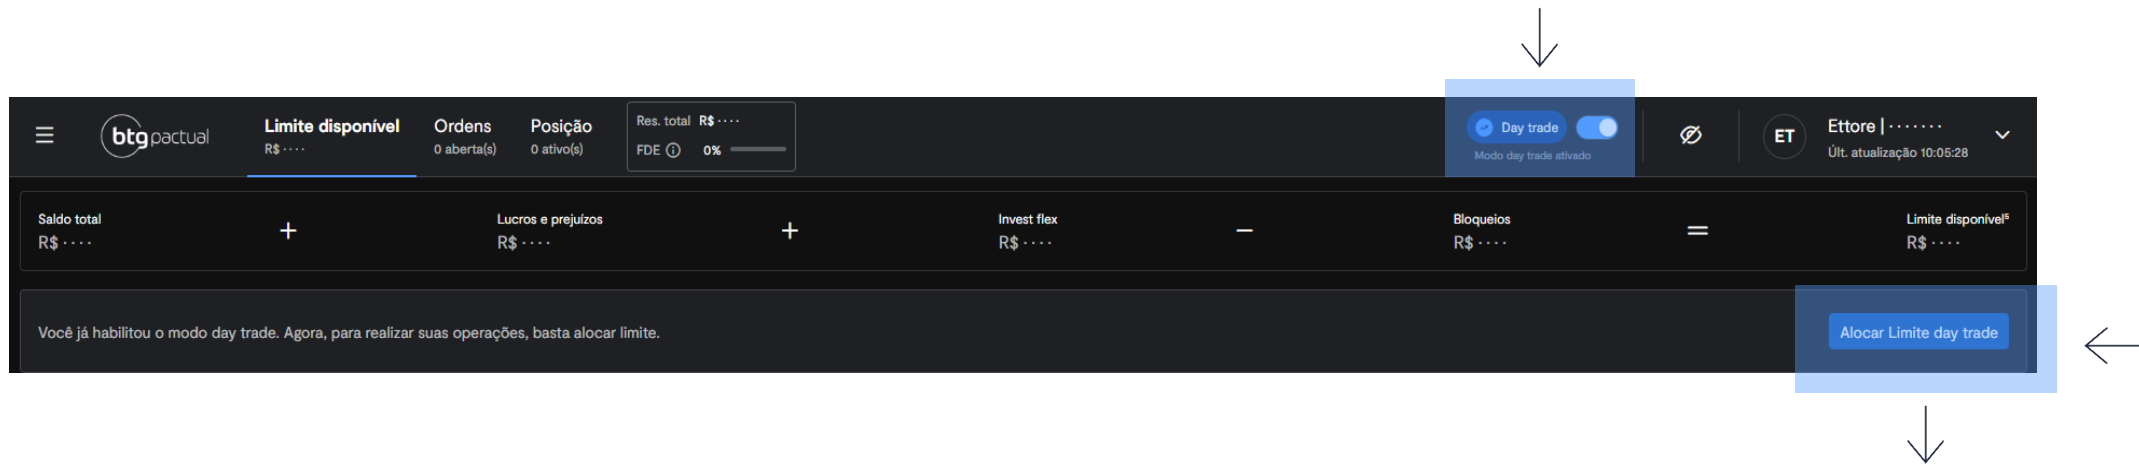 btg pactual
Limite disponível
R$ ····
Ordens
0 aberta(s)
Posição
0 ativo(s)
Res. total R$ ····
FDE 0%
Day trade
Modo day trade ativado
ET
Ettore | ·······
Últ. atualização 10:05:28
Saldo total
R$ ····
+
Lucros e prejuízos
R$ ····
+
Invest flex
R$ ····
−
Bloqueios
R$ ····
=
Limite disponível⁵
R$ ····
Você já habilitou o modo day trade. Agora, para realizar suas operações, basta alocar limite.
Alocar Limite day trade